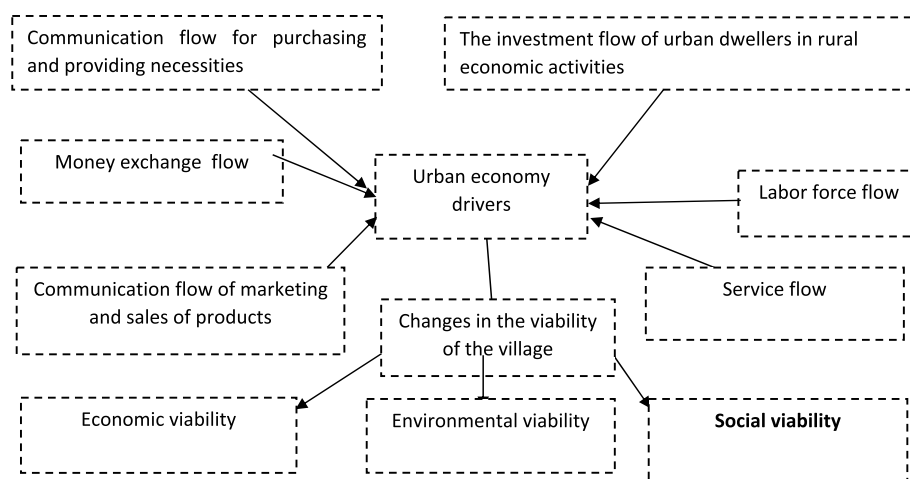 Communication flow for purchasing
and providing necessities
The investment flow of urban dwellers in rural
economic activities
Money exchange flow
Urban economy
drivers
Labor force flow
Communication flow of marketing
and sales of products
Service flow
Changes in the viability
of the village
Economic viability
Environmental viability
Social viability